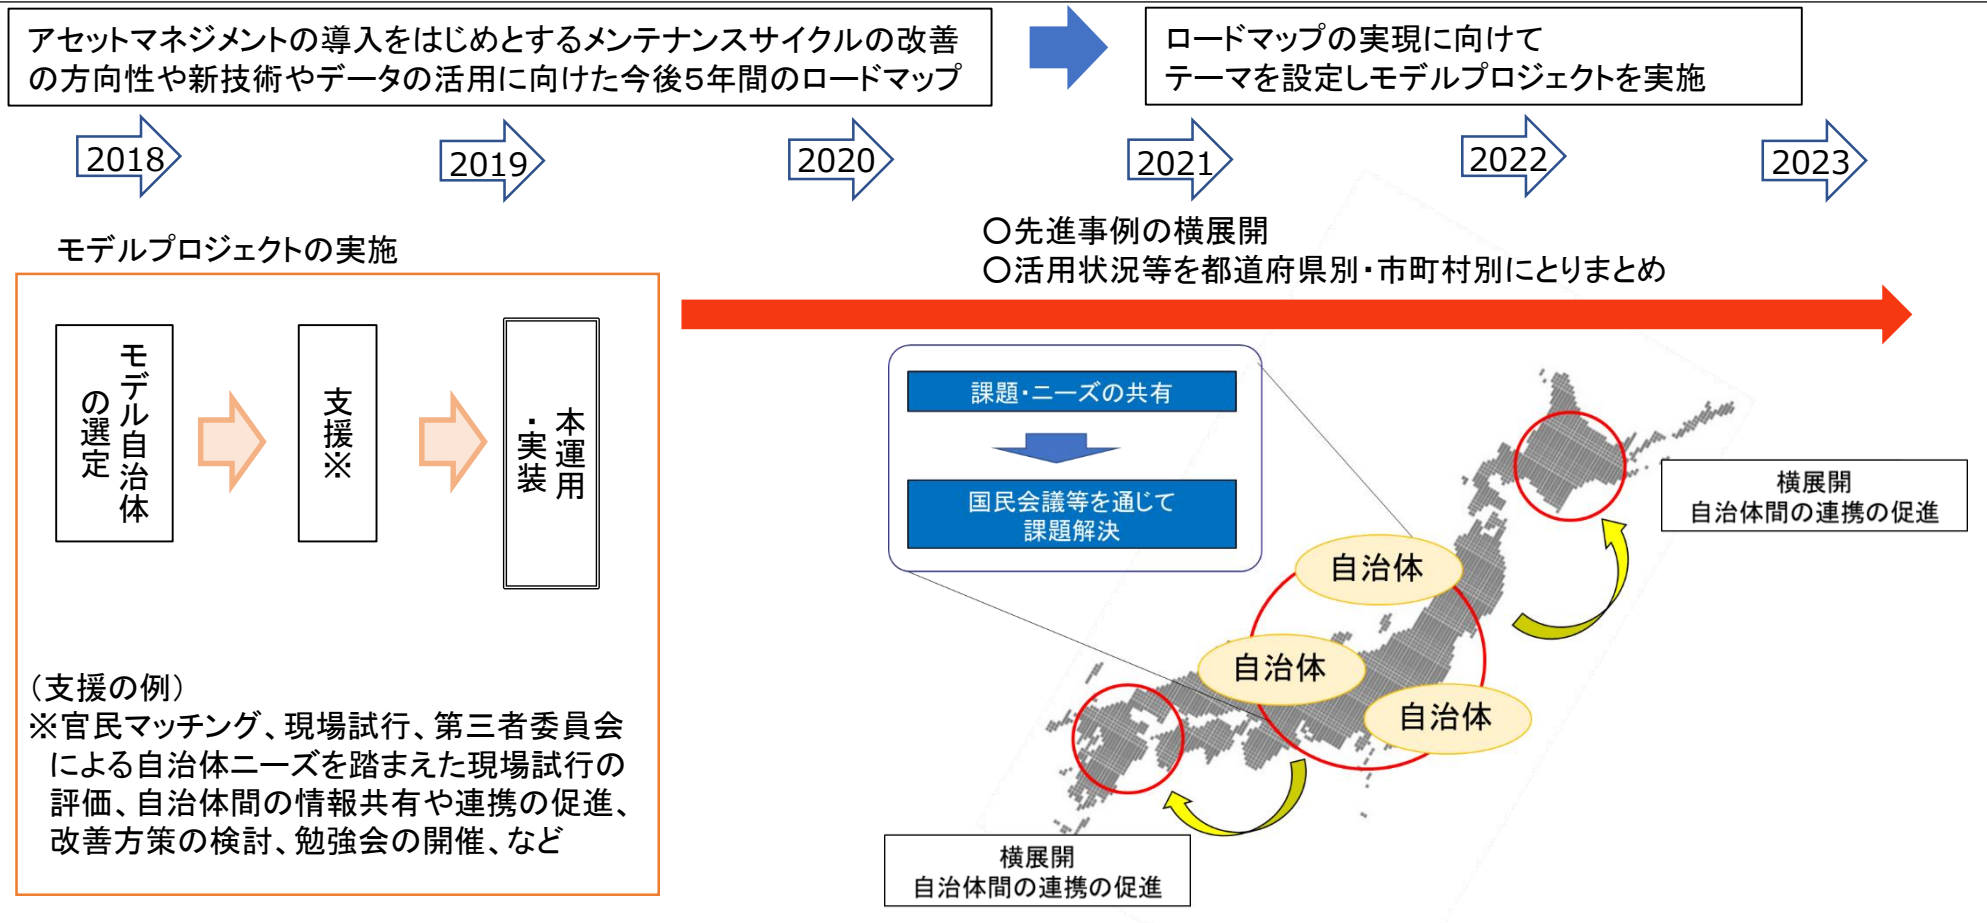 アセットマネジメントの導入をはじめとするメンテナンスサイクルの改善
の方向性や新技術やデータの活用に向けた今後5年間のロードマップ
ロードマップの実現に向けて
テーマを設定しモデルプロジェクトを実施
2018
2019
2020
2021
2022
2023
モデルプロジェクトの実施
モデル自治体
の選定
支援※
本運用
・実装
(支援の例)
※官民マッチング、現場試行、第三者委員会
による自治体ニーズを踏まえた現場試行の
評価、自治体間の情報共有や連携の促進、
改善方策の検討、勉強会の開催、など
○先進事例の横展開
○活用状況等を都道府県別・市町村別にとりまとめ
課題・ニーズの共有
国民会議等を通じて
課題解決
自治体
自治体
自治体
横展開
自治体間の連携の促進
横展開
自治体間の連携の促進